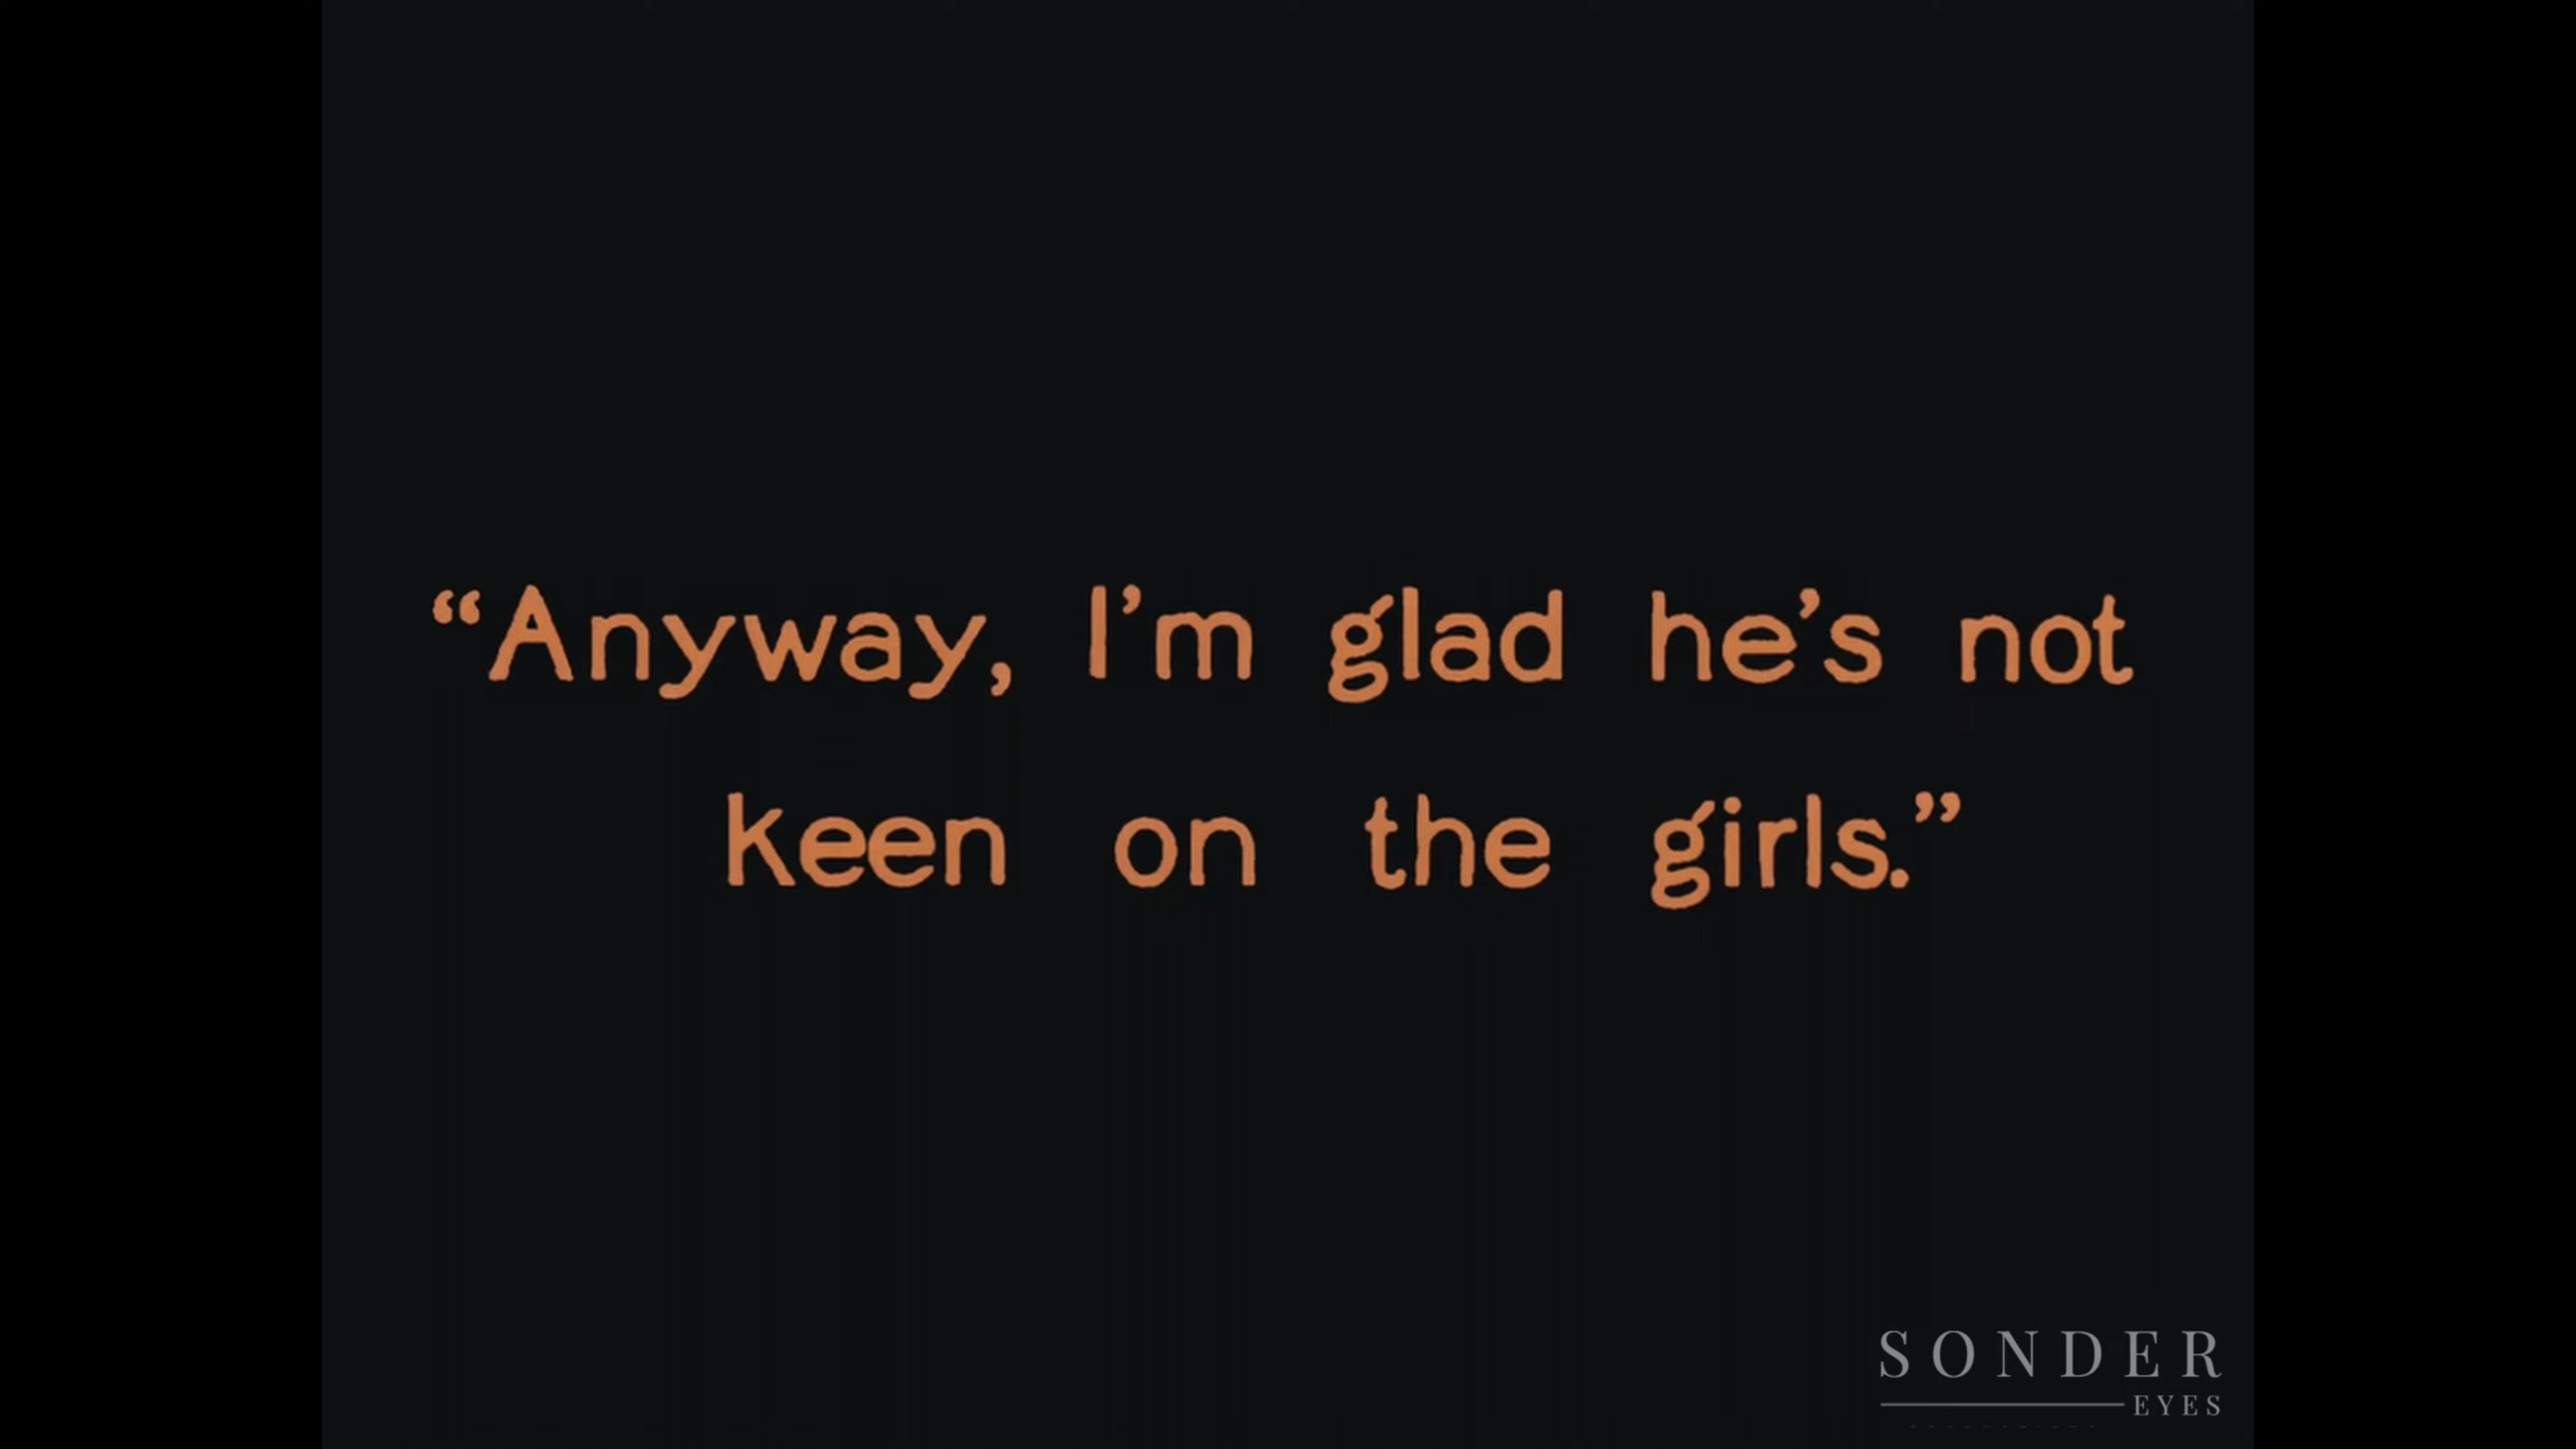 “Anyway, I’m glad he’s not
keen on the girls.”
SONDER
EYES